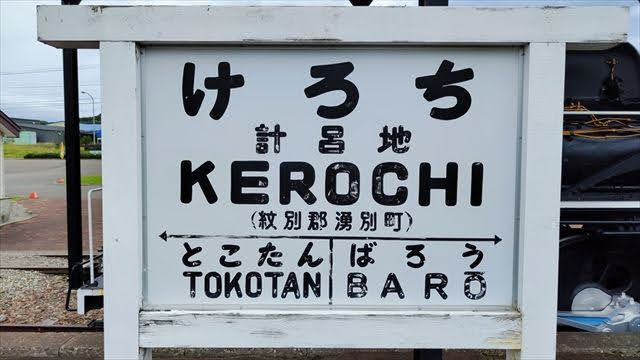 けろち
計呂地
KEROCHI
(紋別郡湧別町)
とこたん ばろう
TOKOTAN BARŌ